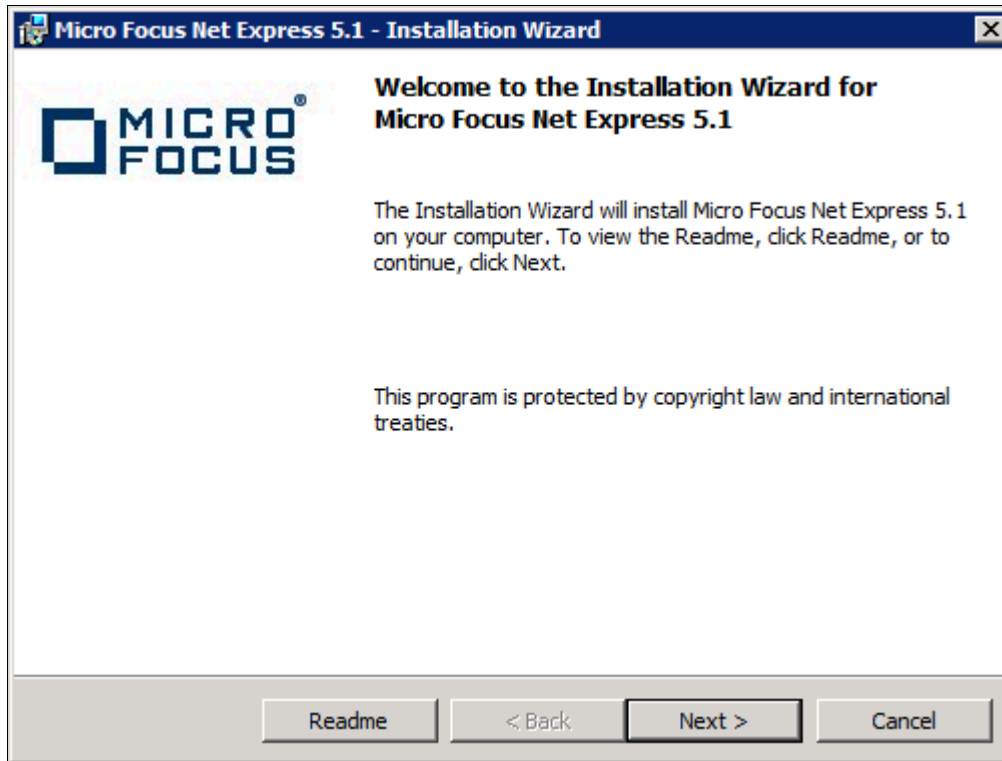 Micro Focus Net Express 5.1 - Installation Wizard
MICRO
FOCUS®
Welcome to the Installation Wizard for
Micro Focus Net Express 5.1
The Installation Wizard will install Micro Focus Net Express 5.1
on your computer. To view the Readme, click Readme, or to
continue, click Next.
This program is protected by copyright law and international
treaties.
Readme
< Back
Next >
Cancel